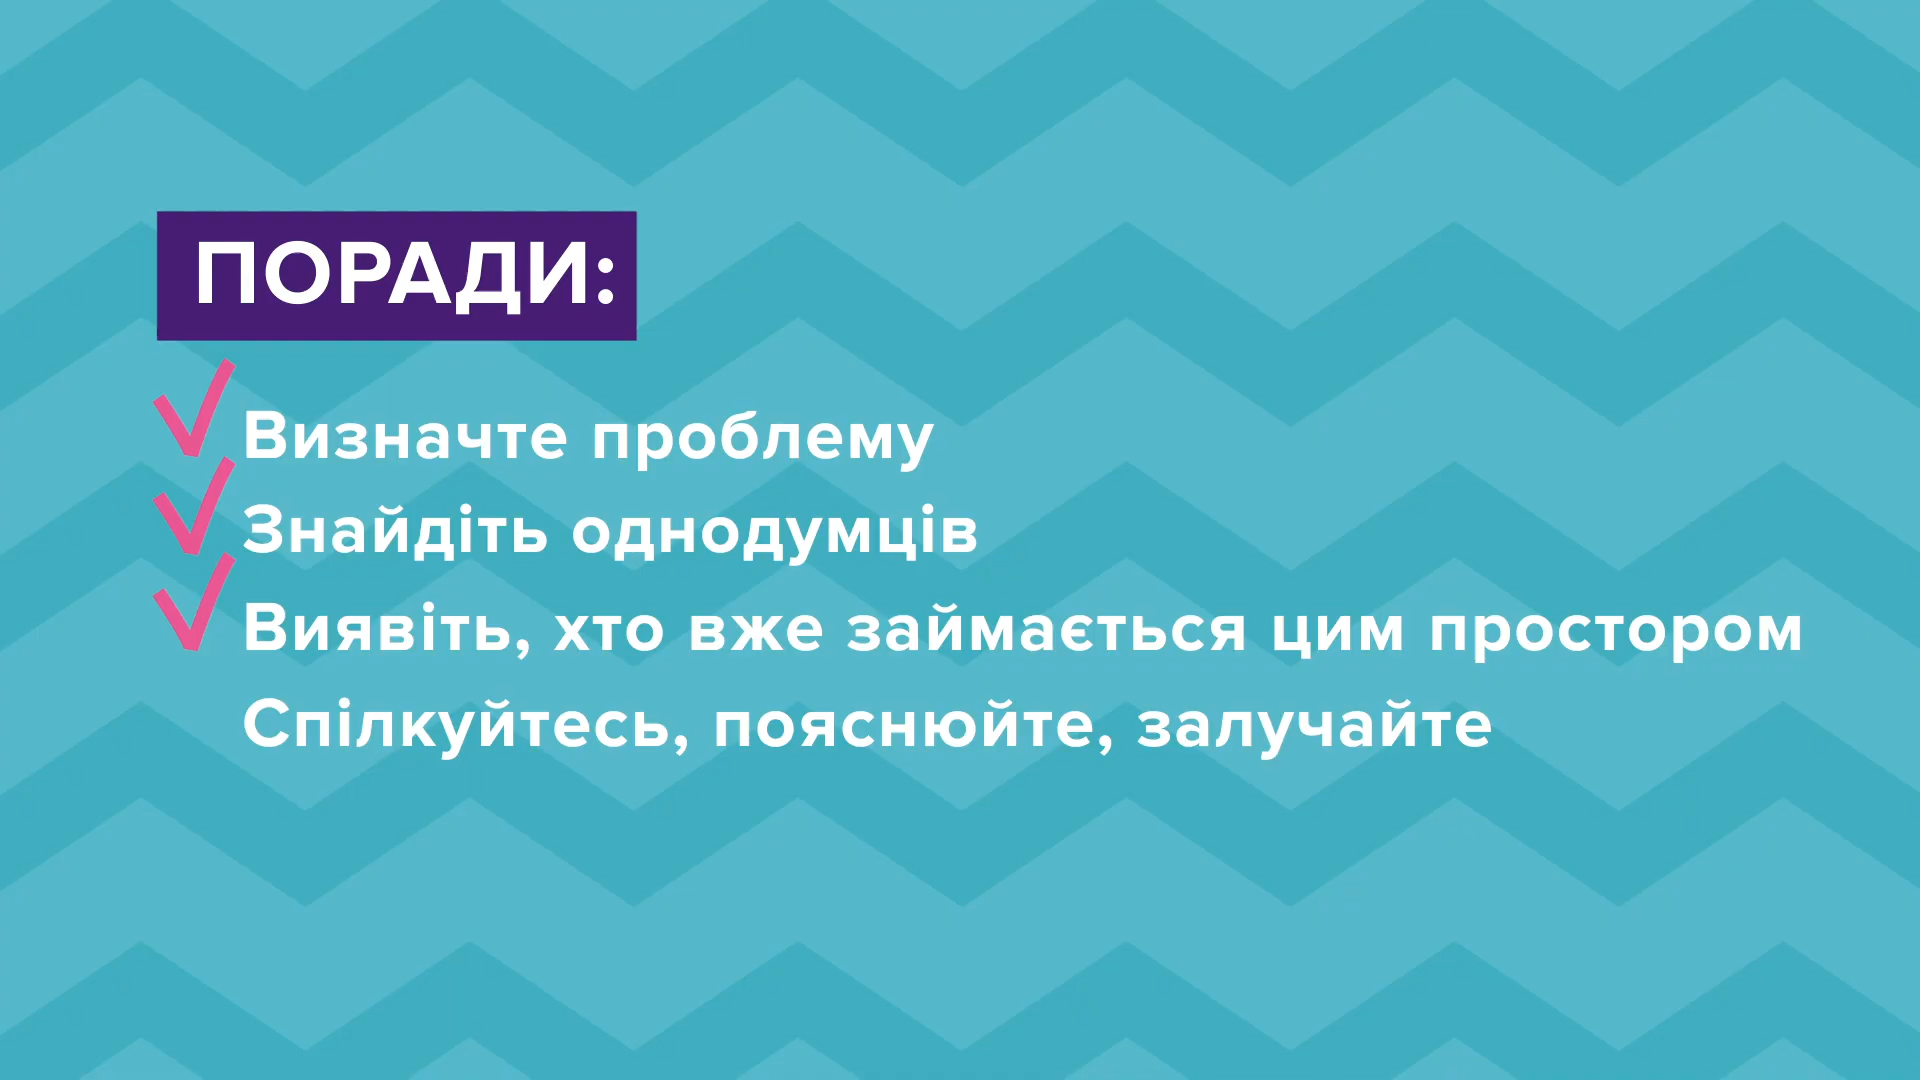 ПОРАДИ:
Визначте проблему
Знайдіть однодумців
Виявіть, хто вже займається цим простором
Спілкуйтесь, пояснюйте, залучайте